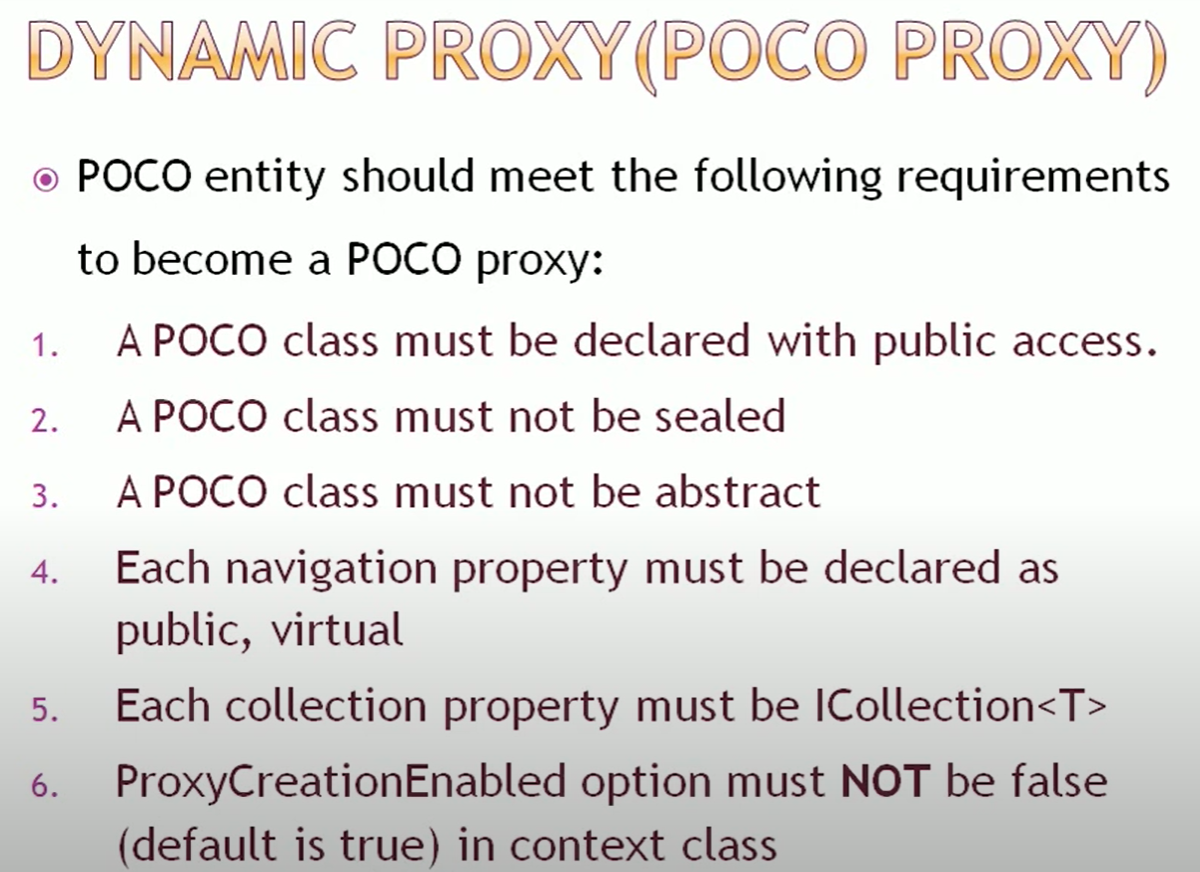 DYNAMIC PROXY(POCO PROXY)
POCO entity should meet the following requirements
to become a POCO proxy:
1. A POCO class must be declared with public access.
2. A POCO class must not be sealed
3. A POCO class must not be abstract
4. Each navigation property must be declared as
public, virtual
5. Each collection property must be ICollection<T>
6. ProxyCreationEnabled option must NOT be false
(default is true) in context class